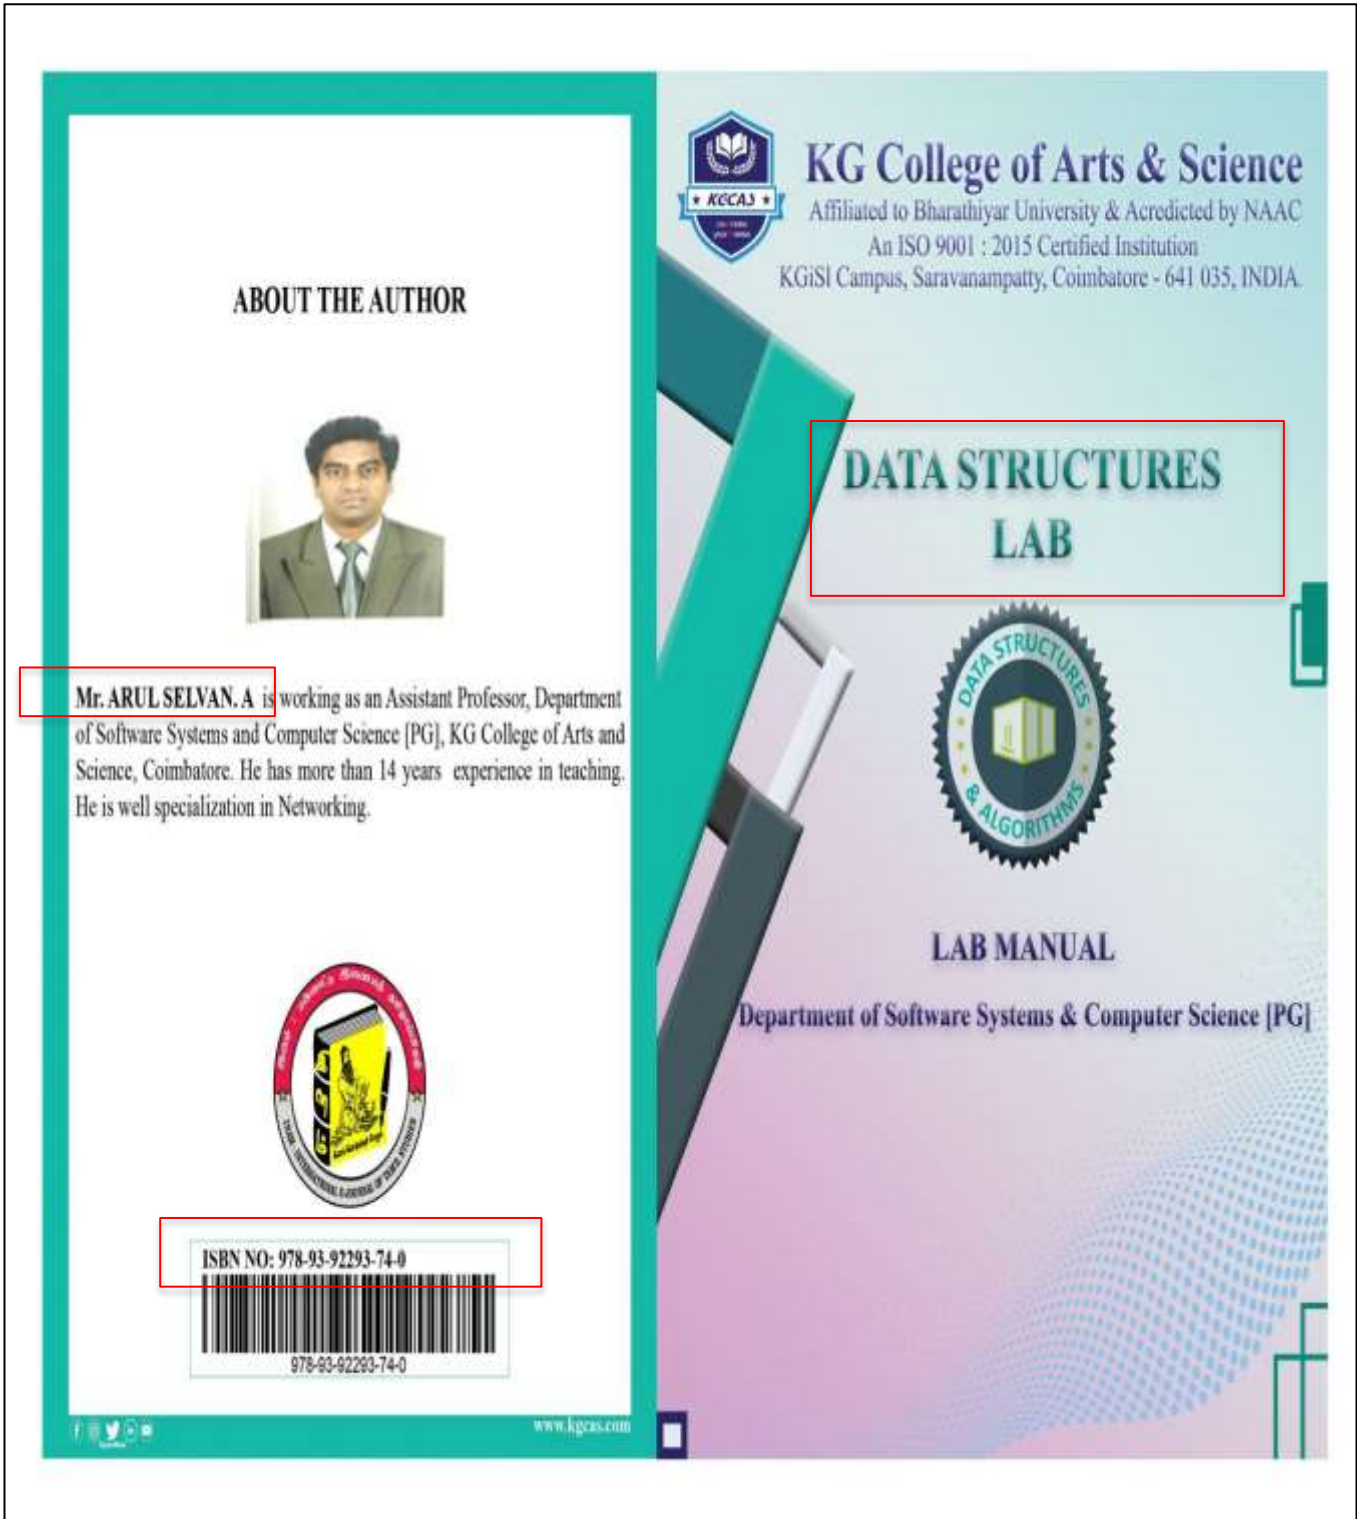 ABOUT THE AUTHOR
Mr. ARUL SELVAN. A is working as an Assistant Professor, Department
of Software Systems and Computer Science [PG], KG College of Arts and
Science, Coimbatore. He has more than 14 years experience in teaching.
He is well specialization in Networking.
ISBN NO: 978-93-92293-74-0
978-93-92293-74-0
www.kgcas.com
KGCAS
KG College of Arts & Science
Affiliated to Bharathiyar University & Acredicted by NAAC
An ISO 9001 : 2015 Certified Institution
KGiSl Campus, Saravanampatty, Coimbatore - 641 035, INDIA.
DATA STRUCTURES
LAB
DATA STRUCTURES
& ALGORITHMS
LAB MANUAL
Department of Software Systems & Computer Science [PG]